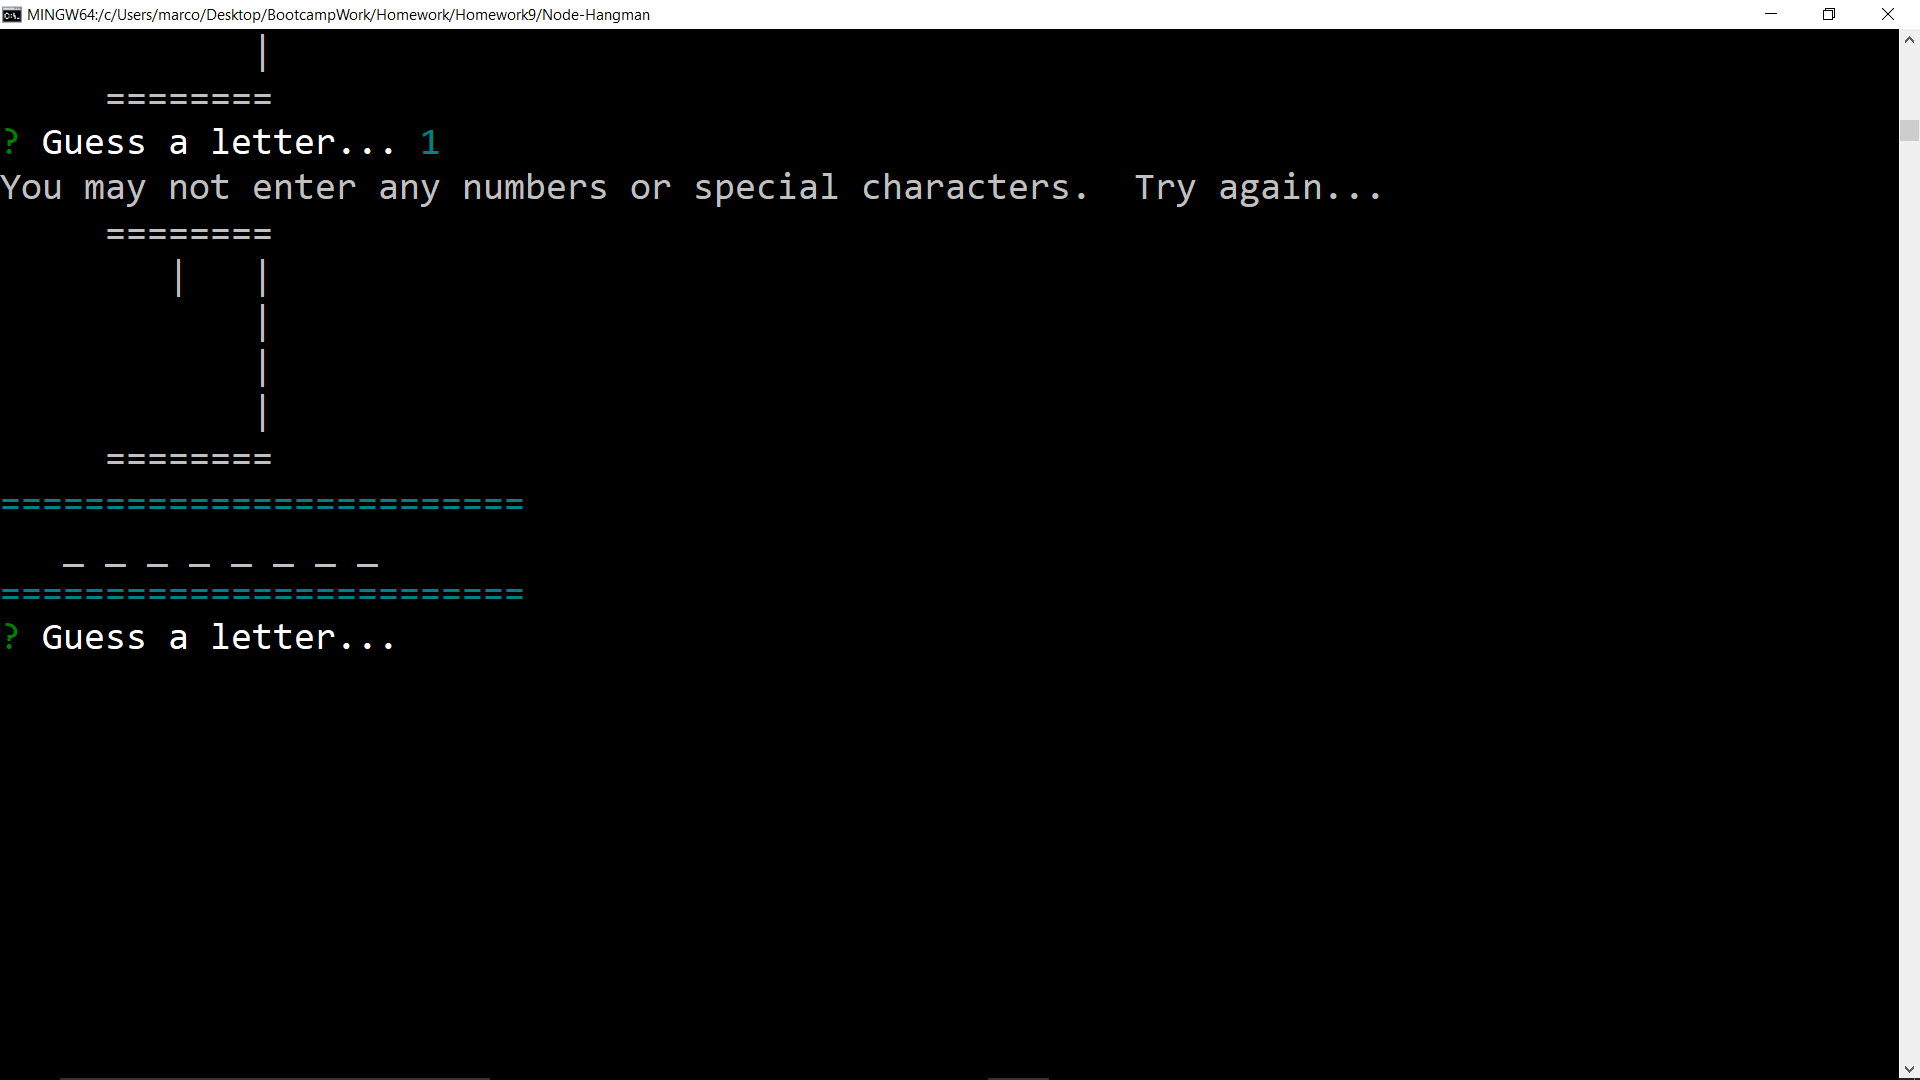 MINGW64:/c/Users/marco/Desktop/BootcampWork/Homework/Homework9/Node-Hangman
            |
     ========
? Guess a letter... 1
You may not enter any numbers or special characters.  Try again...
     ========
        |   |
            |
            |
            |
     ========
=========================
   _ _ _ _ _ _ _ _
=========================
? Guess a letter...